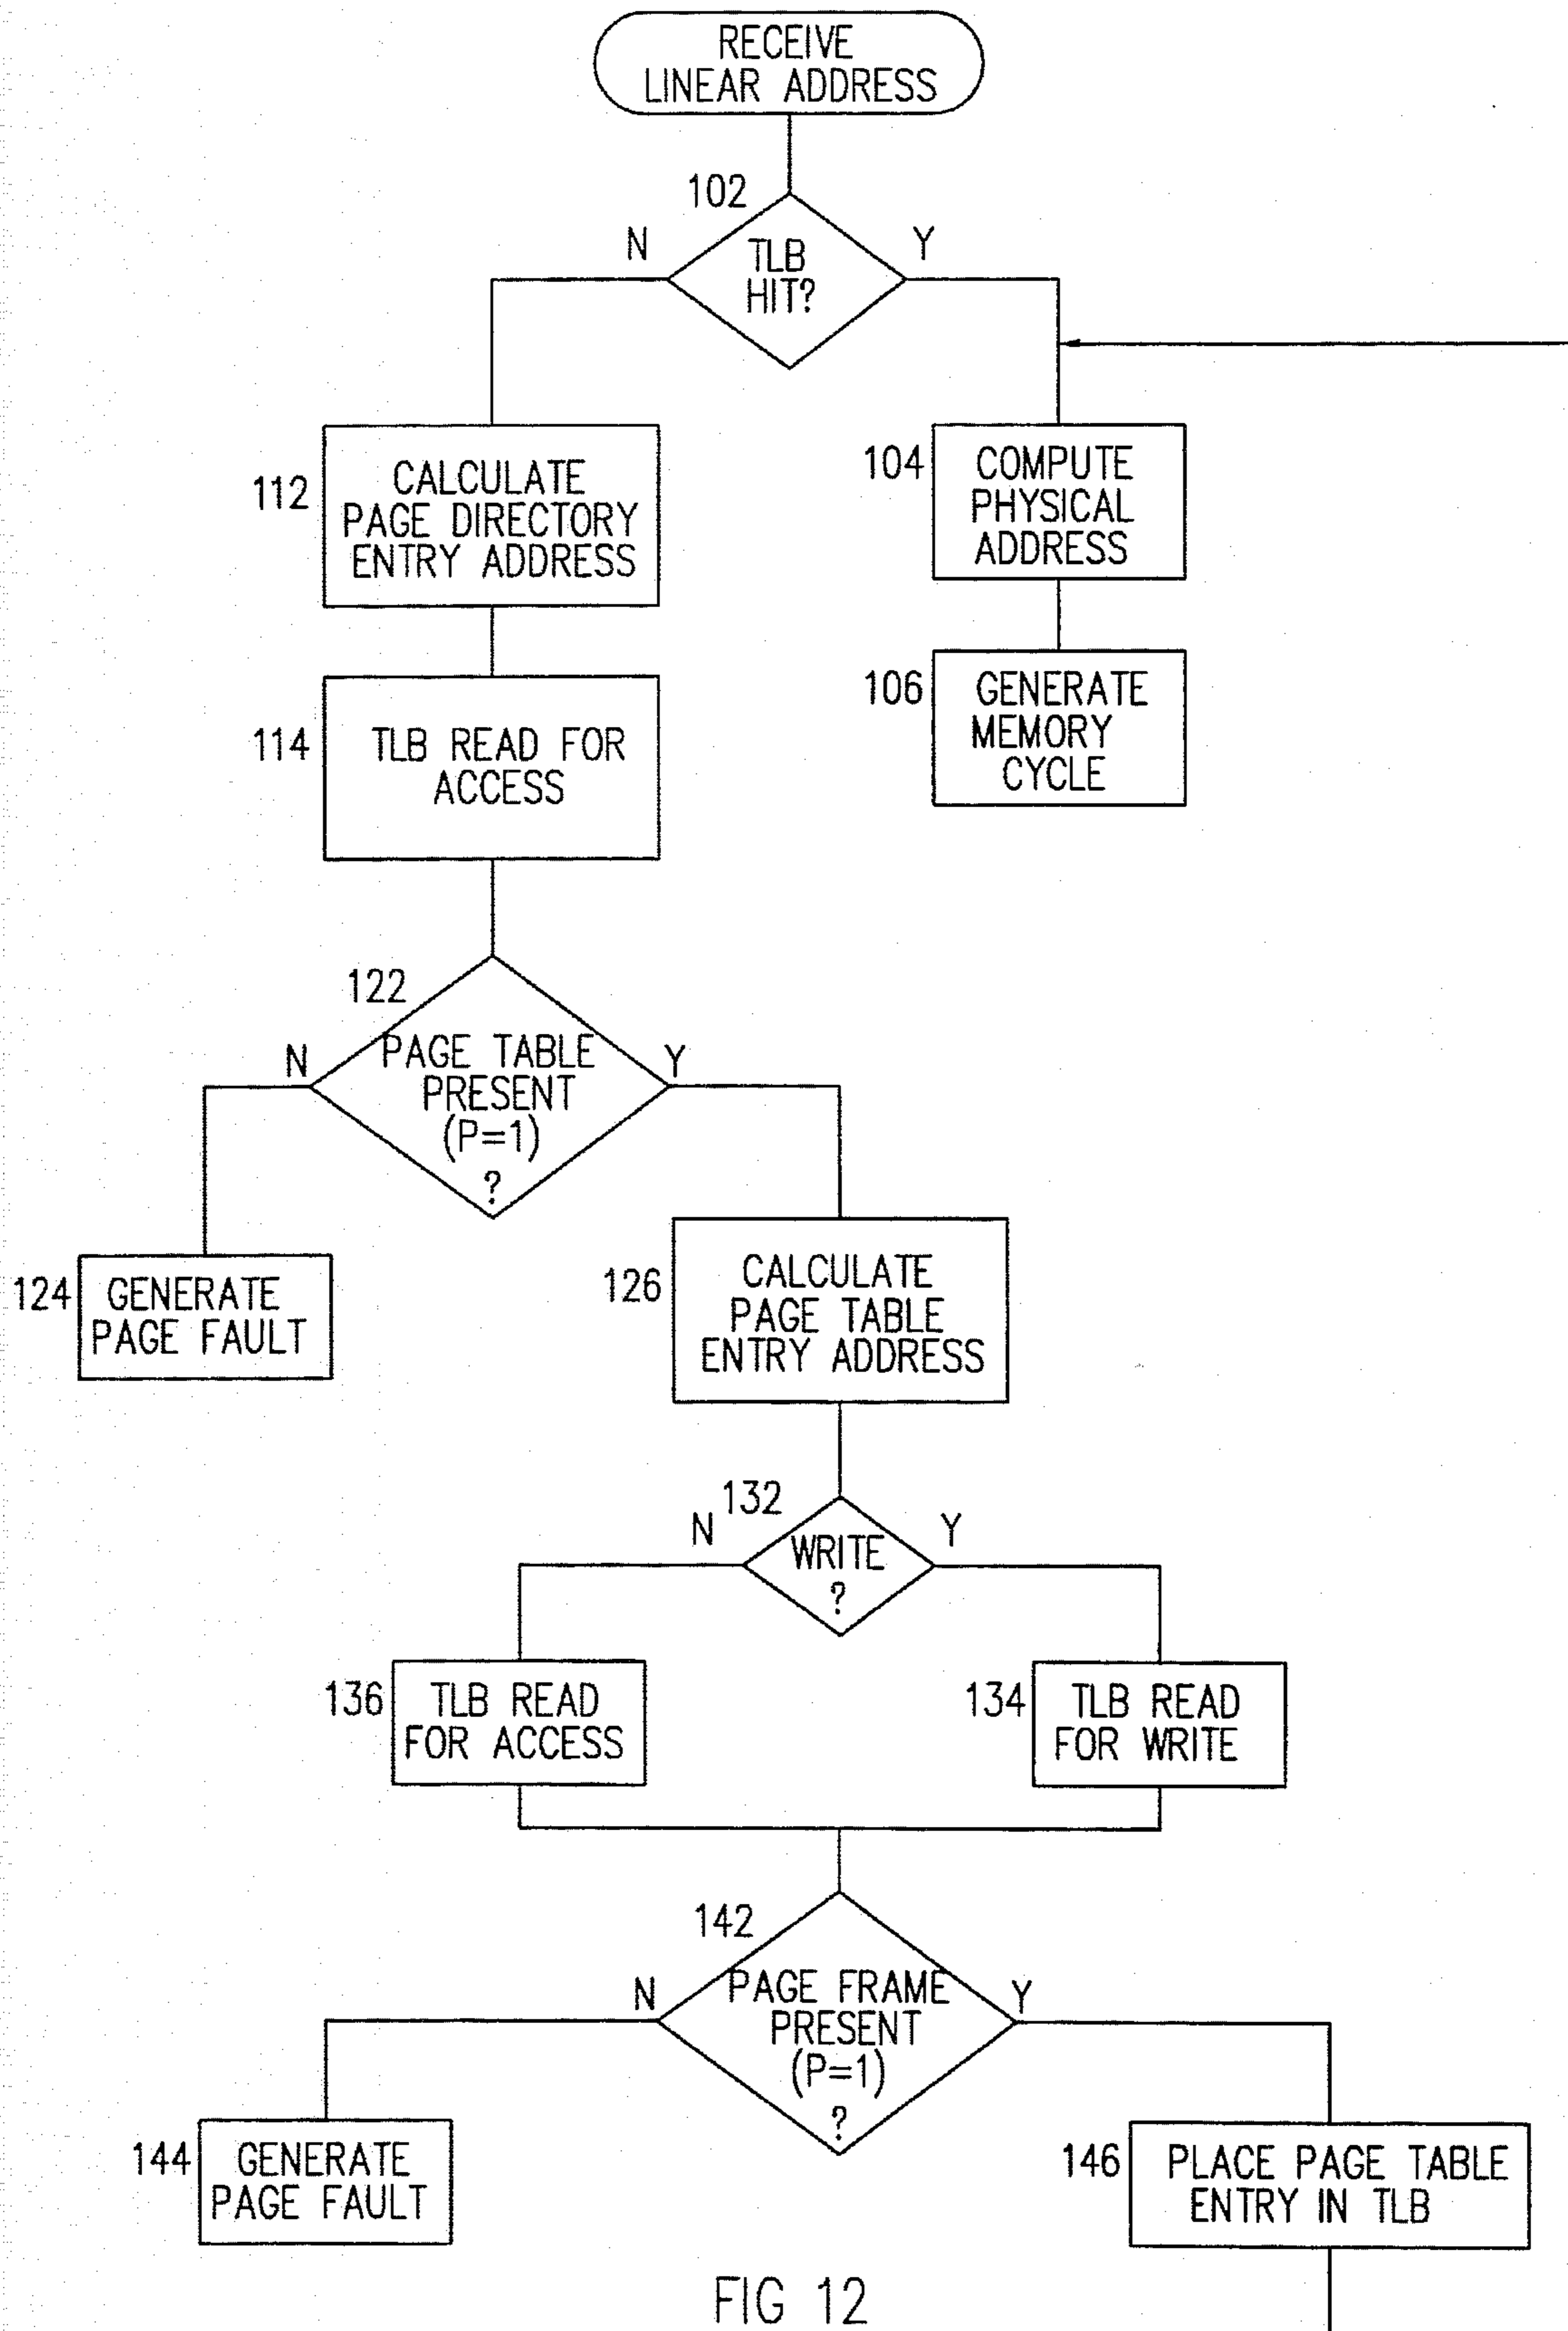 RECEIVE
LINEAR ADDRESS
102
N
Y
TLB
HIT?
112
CALCULATE
PAGE DIRECTORY
ENTRY ADDRESS
104
COMPUTE
PHYSICAL
ADDRESS
114
TLB READ FOR
ACCESS
106
GENERATE
MEMORY
CYCLE
122
N
Y
PAGE TABLE
PRESENT
(P=1)
?
124
GENERATE
PAGE FAULT
126
CALCULATE
PAGE TABLE
ENTRY ADDRESS
132
N
Y
WRITE
?
136
TLB READ
FOR ACCESS
134
TLB READ
FOR WRITE
142
N
Y
PAGE FRAME
PRESENT
(P=1)
?
144
GENERATE
PAGE FAULT
146
PLACE PAGE TABLE
ENTRY IN TLB
FIG 12